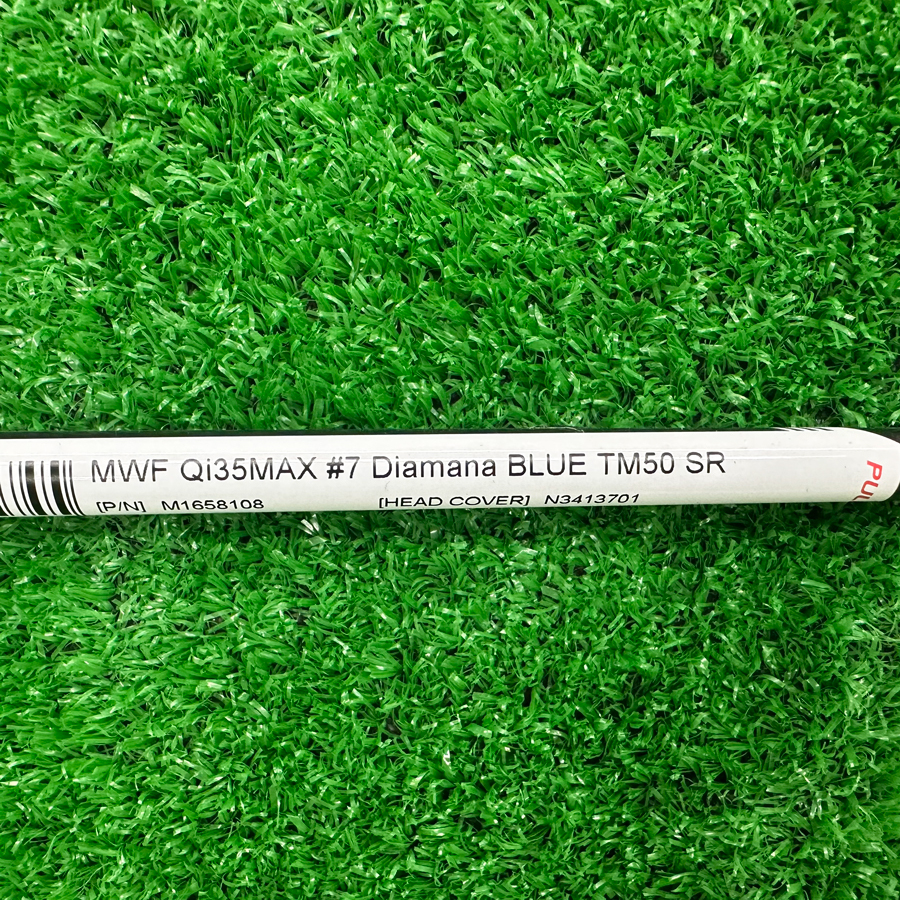 MWF Qi35MAX #7 Diamana BLUE TM50 SR
[P/N] M1658108 [HEAD COVER] N3413701